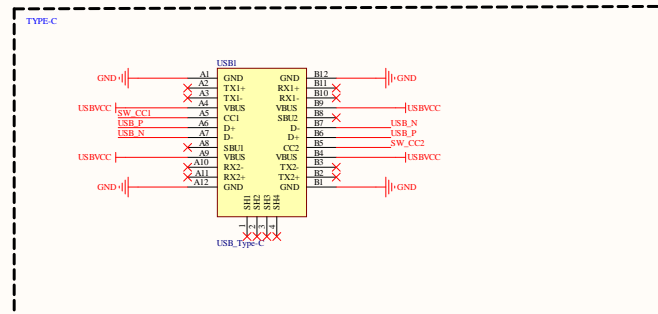 TYPE-C
USB1
GND A1 GND GND B12 GND
A2 TX1+ RX1+ B11
A3 TX1- RX1- B10
USBVCC A4 VBUS VBUS B9 USBVCC
SW_CC1 A5 CC1 SBU2 B8
USB_P A6 D+ D- B7 USB_N
USB_N A7 D- D+ B6 USB_P
A8 SBU1 CC2 B5 SW_CC2
USBVCC A9 VBUS VBUS B4 USBVCC
A10 RX2- TX2- B3
A11 RX2+ TX2+ B2
GND A12 GND GND B1 GND
SH1 SH2 SH3 SH4
1 2 3 4
USB_Type-C